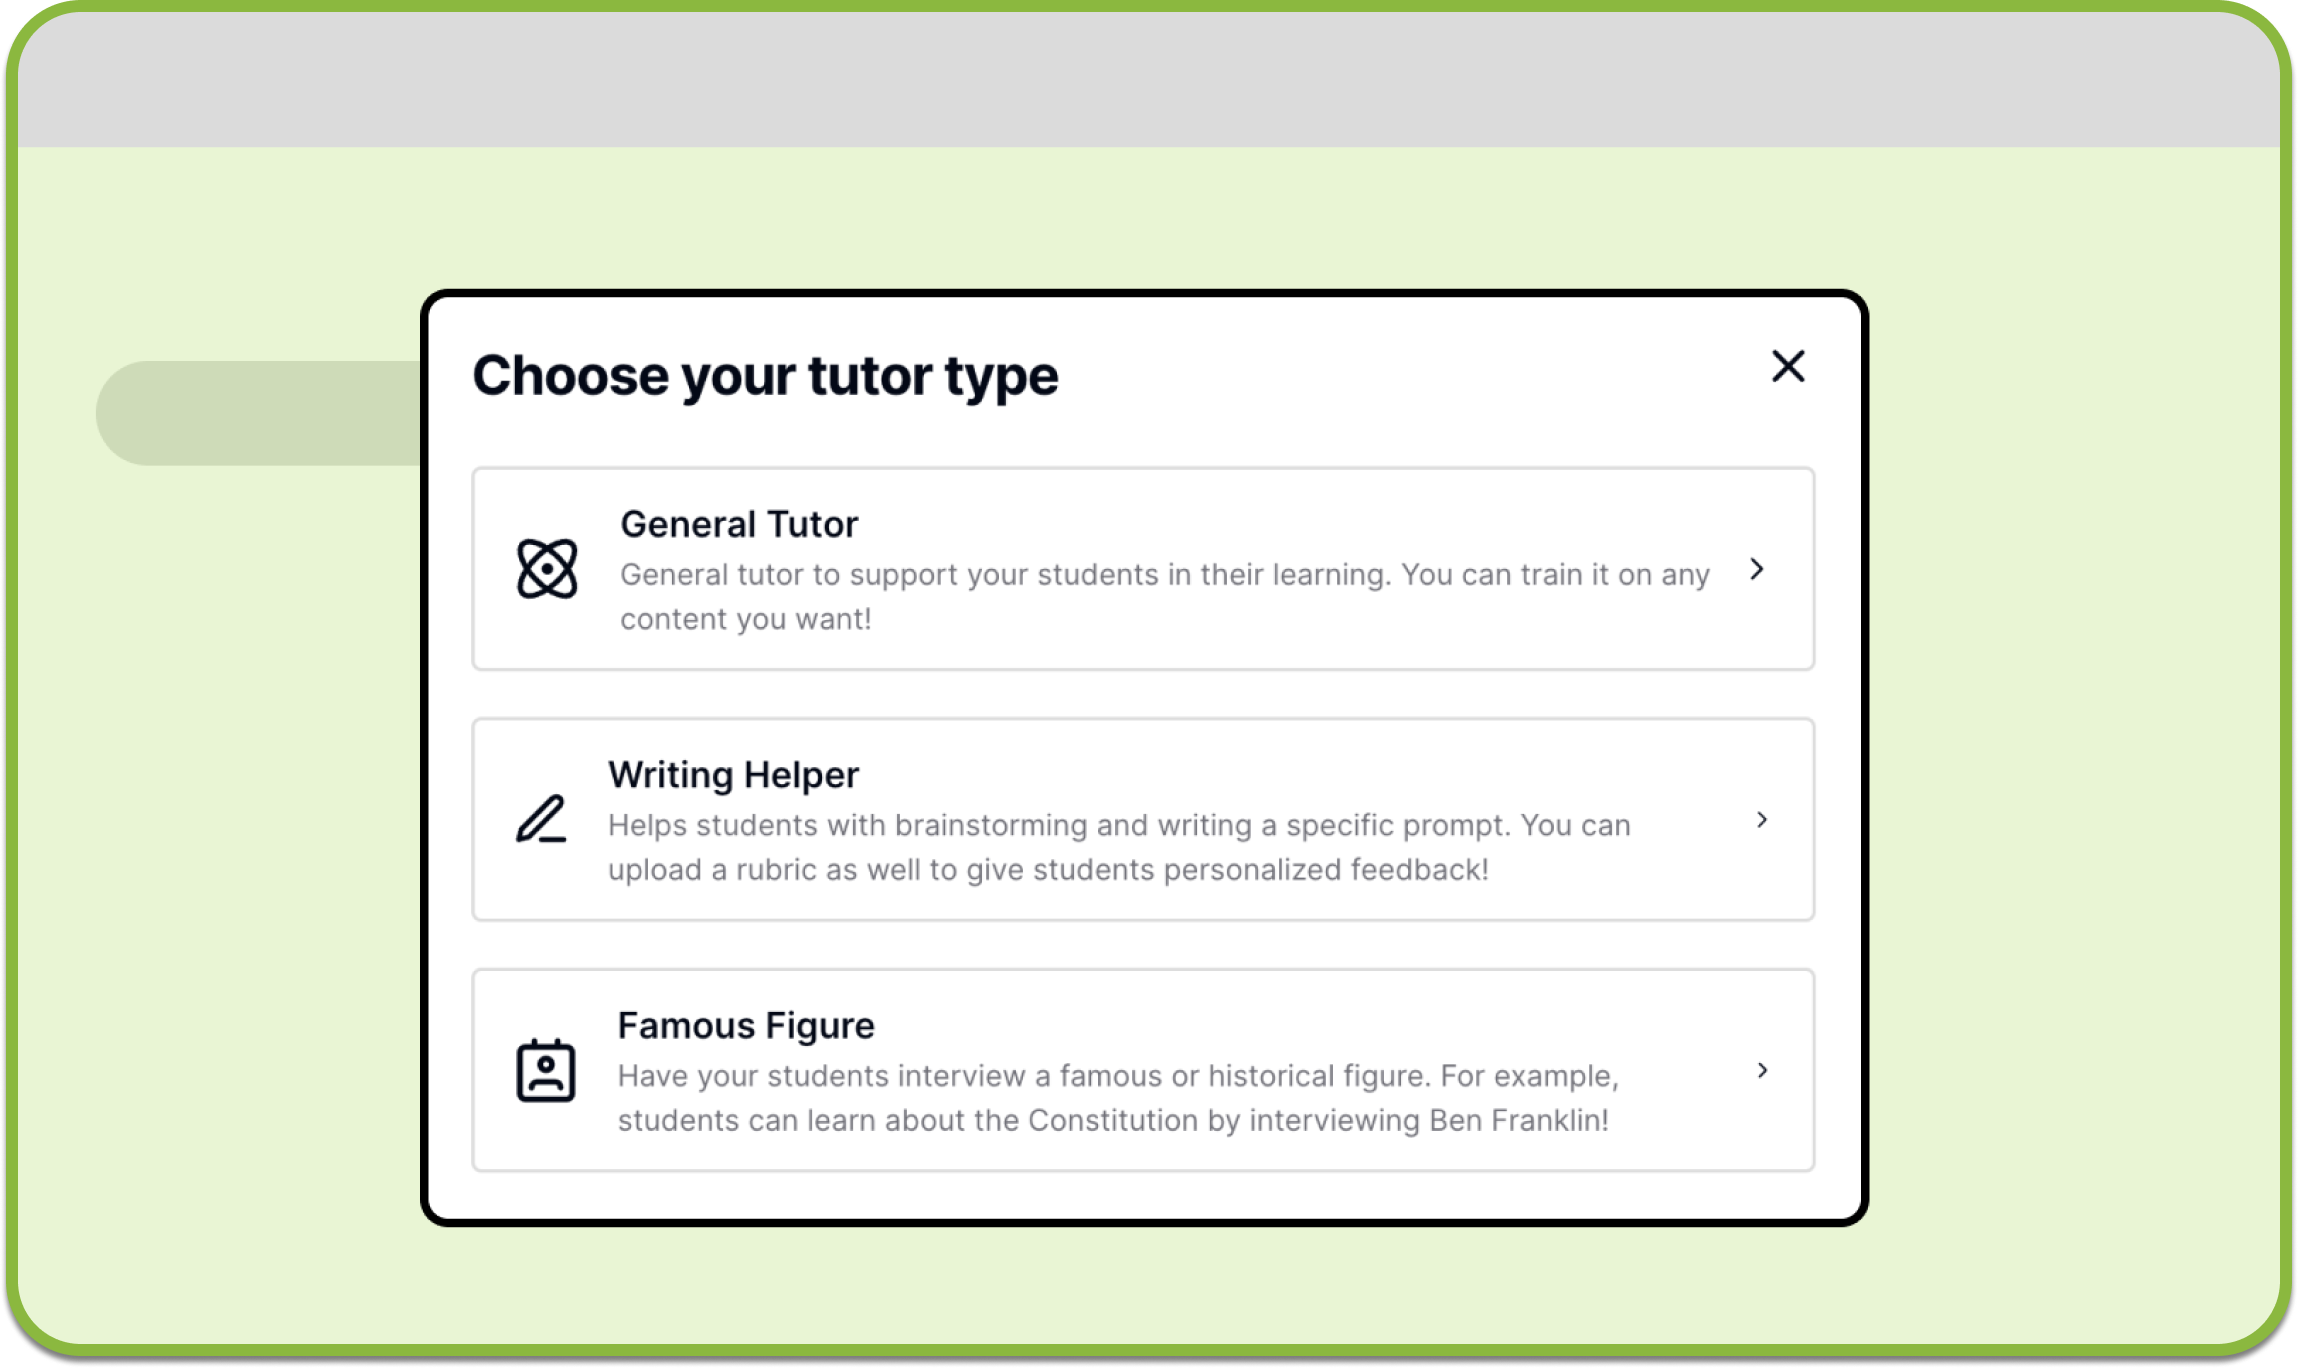 Choose your tutor type
General Tutor
General tutor to support your students in their learning. You can train it on any
content you want!
Writing Helper
Helps students with brainstorming and writing a specific prompt. You can
upload a rubric as well to give students personalized feedback!
Famous Figure
Have your students interview a famous or historical figure. For example,
students can learn about the Constitution by interviewing Ben Franklin!